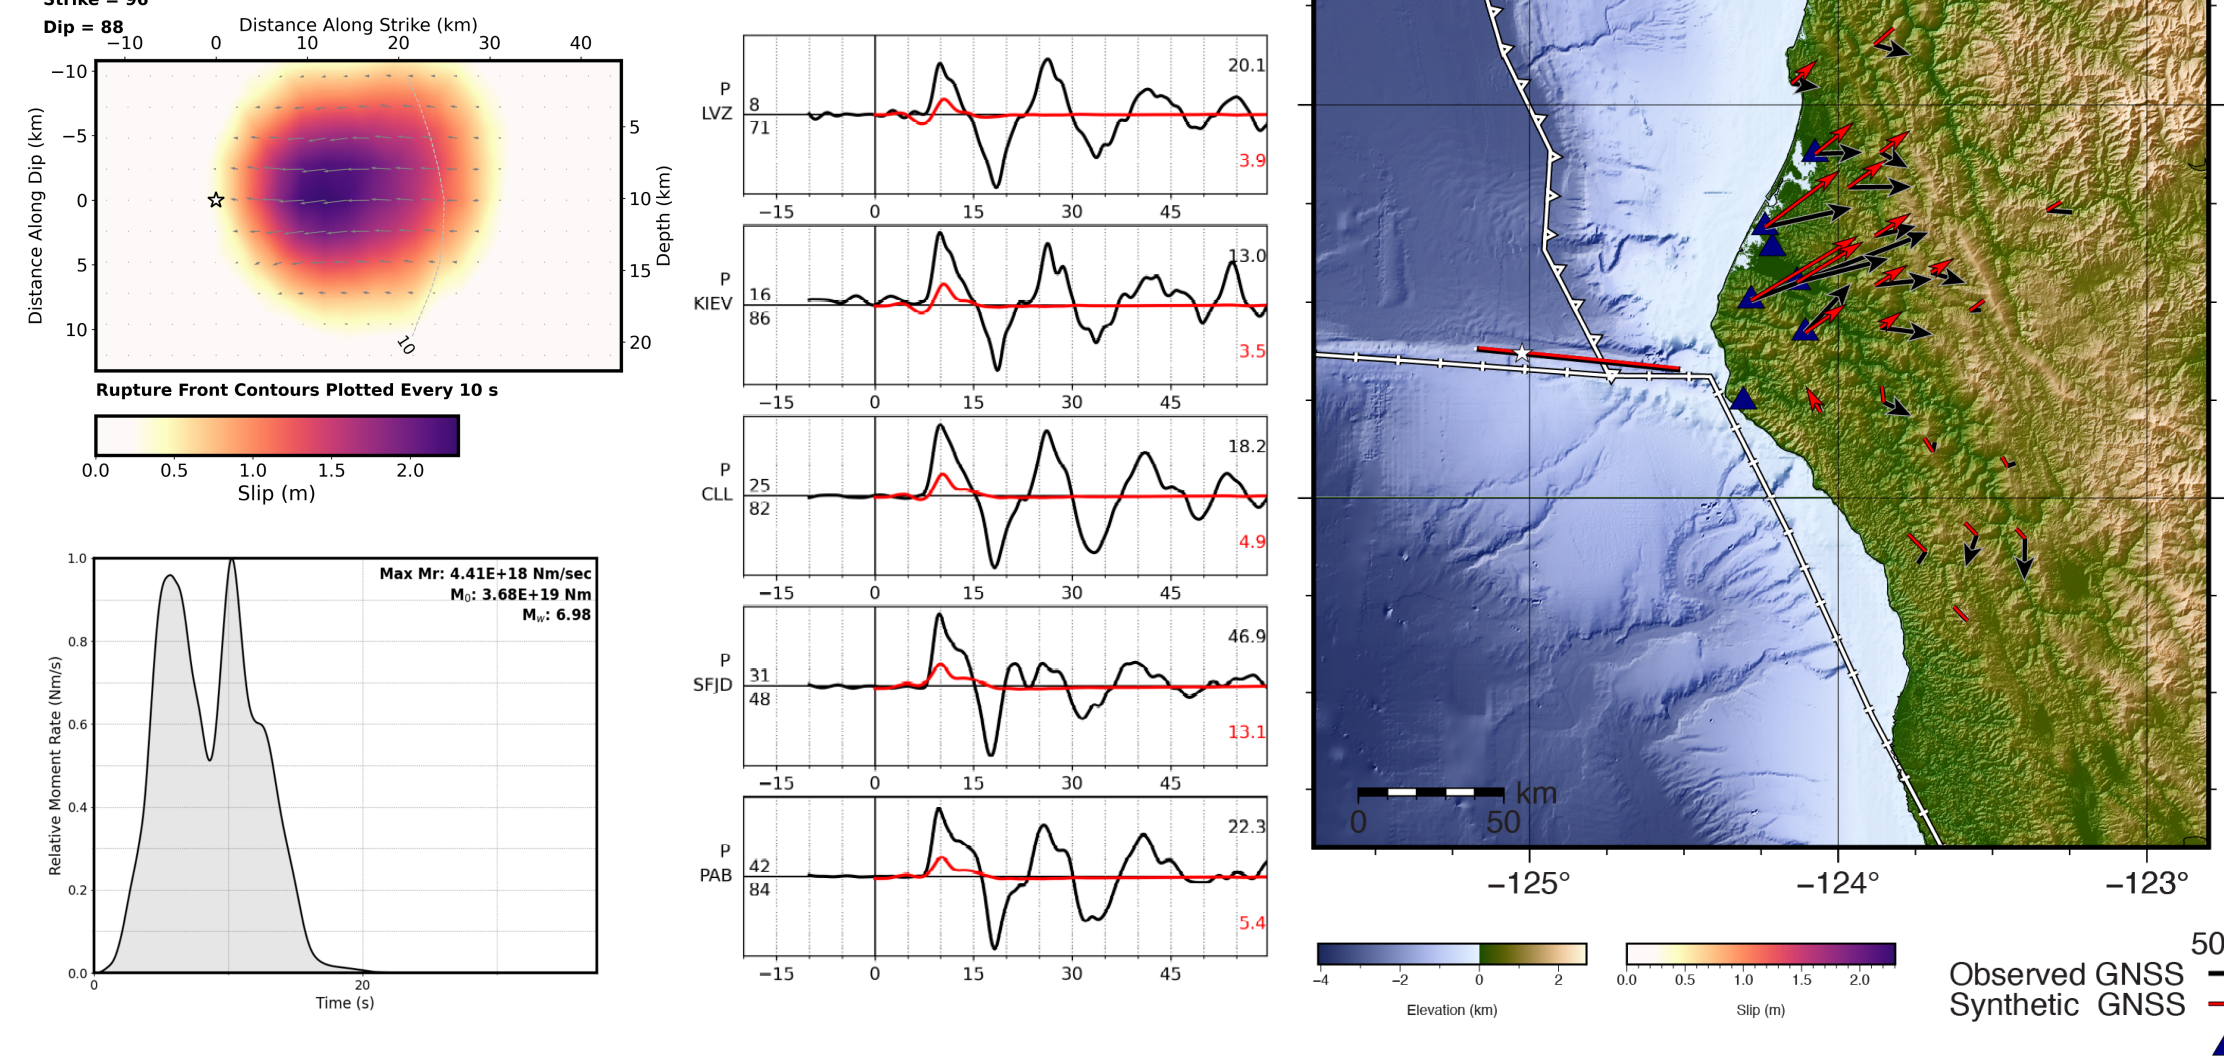 Strike = 96
Dip = 88
Distance Along Strike (km)
−10 0 10 20 30 40
Distance Along Dip (km)
−10
−5
0
5
10
5
10
15
20
Depth (km)
10
Rupture Front Contours Plotted Every 10 s
0.0 0.5 1.0 1.5 2.0
Slip (m)
Max Mr: 4.41E+18 Nm/sec
M₀: 3.68E+19 Nm
Mw: 6.98
Relative Moment Rate (Nm/s)
1.0
0.8
0.6
0.4
0.2
0.0
0 20
Time (s)
P
LVZ
8
71
20.1
3.9
−15 0 15 30 45
P
KIEV
16
86
13.0
3.5
−15 0 15 30 45
P
CLL
25
82
18.2
4.9
−15 0 15 30 45
P
SFJD
31
48
46.9
13.1
−15 0 15 30 45
P
PAB
42
84
22.3
5.4
−15 0 15 30 45
km
0 50
−125° −124° −123°
−4 −2 0 2
Elevation (km)
0.0 0.5 1.0 1.5 2.0
Slip (m)
50
Observed GNSS
Synthetic GNSS